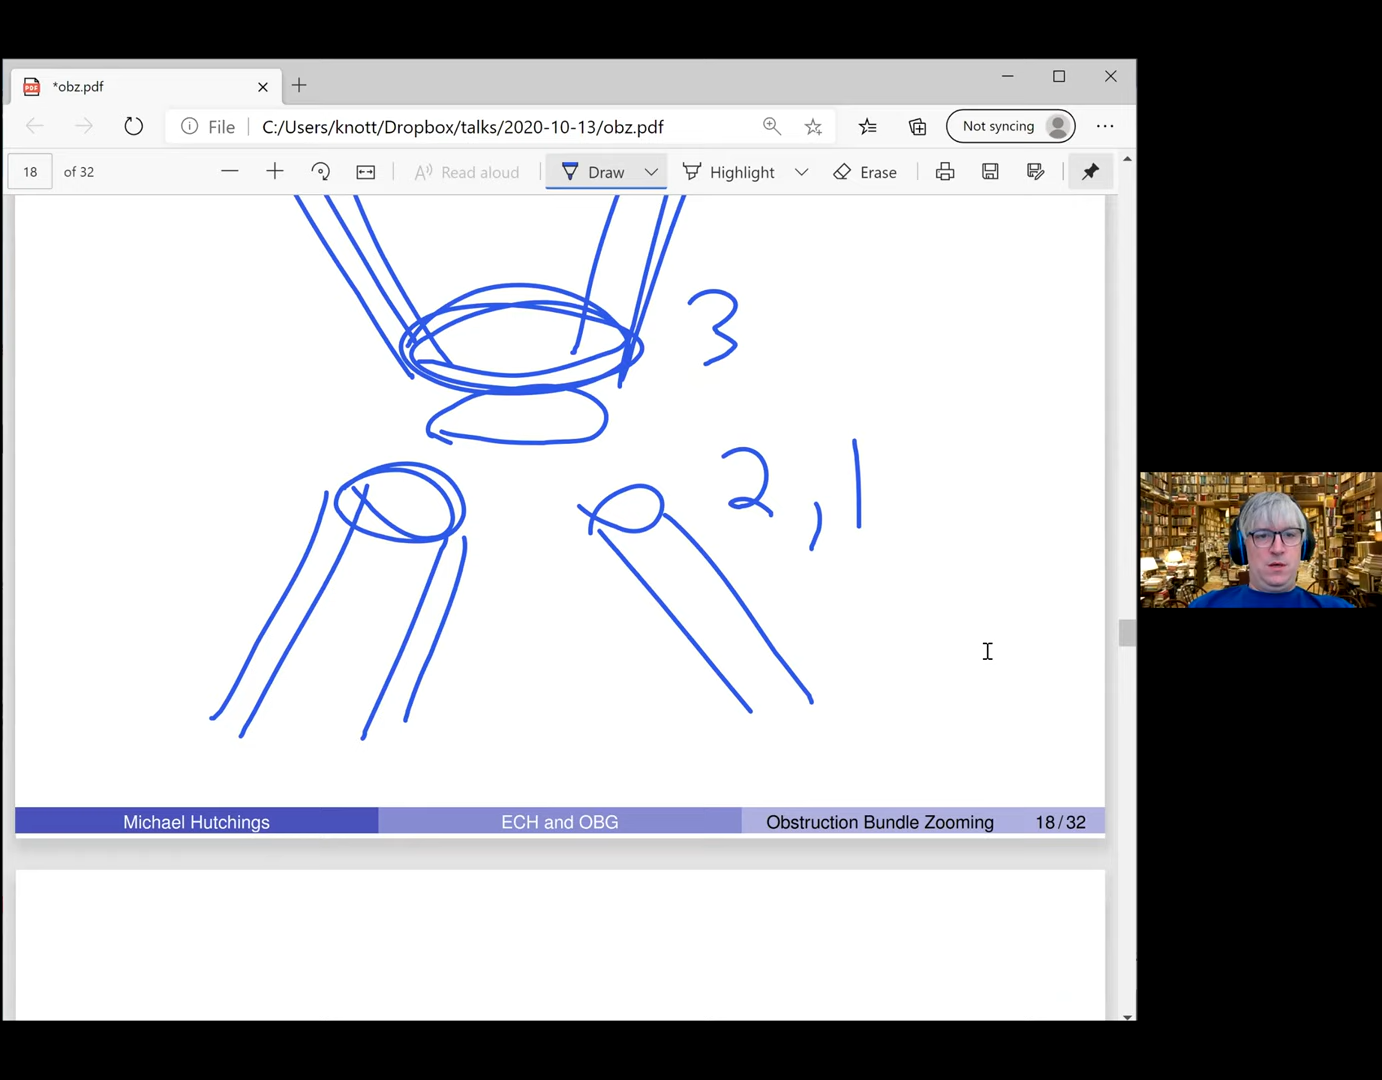 *obz.pdf
File C:/Users/knott/Dropbox/talks/2020-10-13/obz.pdf Not syncing
18 of 32 A)) Read aloud Draw Highlight Erase
3
2,1
Michael Hutchings ECH and OBG Obstruction Bundle Zooming 18/32